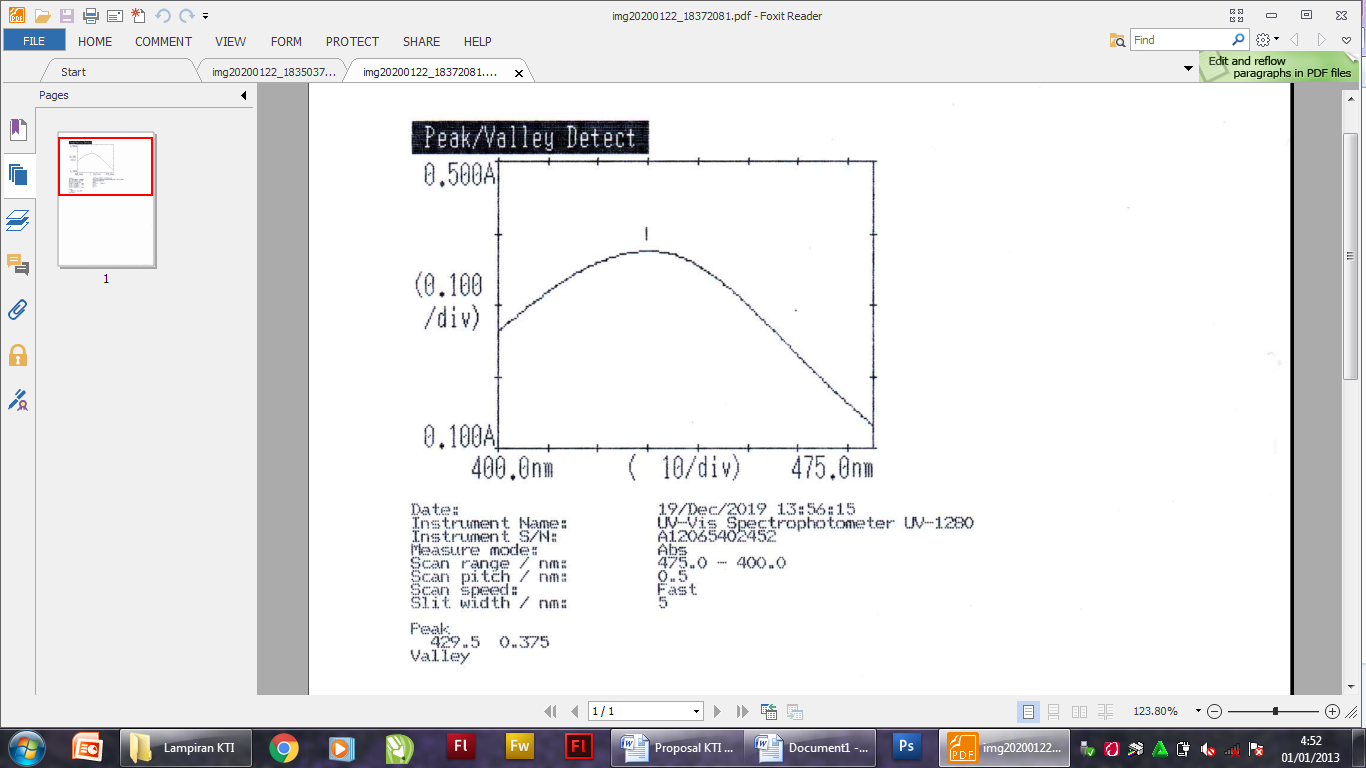 img20200122_18372081.pdf - Foxit Reader
FILE HOME COMMENT VIEW FORM PROTECT SHARE HELP
Find
Start
img20200122_1835037...
img20200122_18372081....
Edit and reflow
paragraphs in PDF files
Pages
1
Peak/Valley Detect
0.500A
(0.100
/div)
0.100A
400.0nm ( 10/div) 475.0nm
Date: 19/Dec/2019 13:56:15
Instrument Name: UV-Vis Spectrophotometer UV-1280
Instrument S/N: A12065402452
Measure mode: Abs
Scan range / nm: 475.0 - 400.0
Scan pitch / nm: 0.5
Scan speed: Fast
Slit width / nm: 5
Peak
429.5 0.375
Valley
1 / 1
123.80%
Lampiran KTI
Fl
Fw
Fl
Proposal KTI ...
Document1 -...
Ps
img20200122...
4:52
01/01/2013